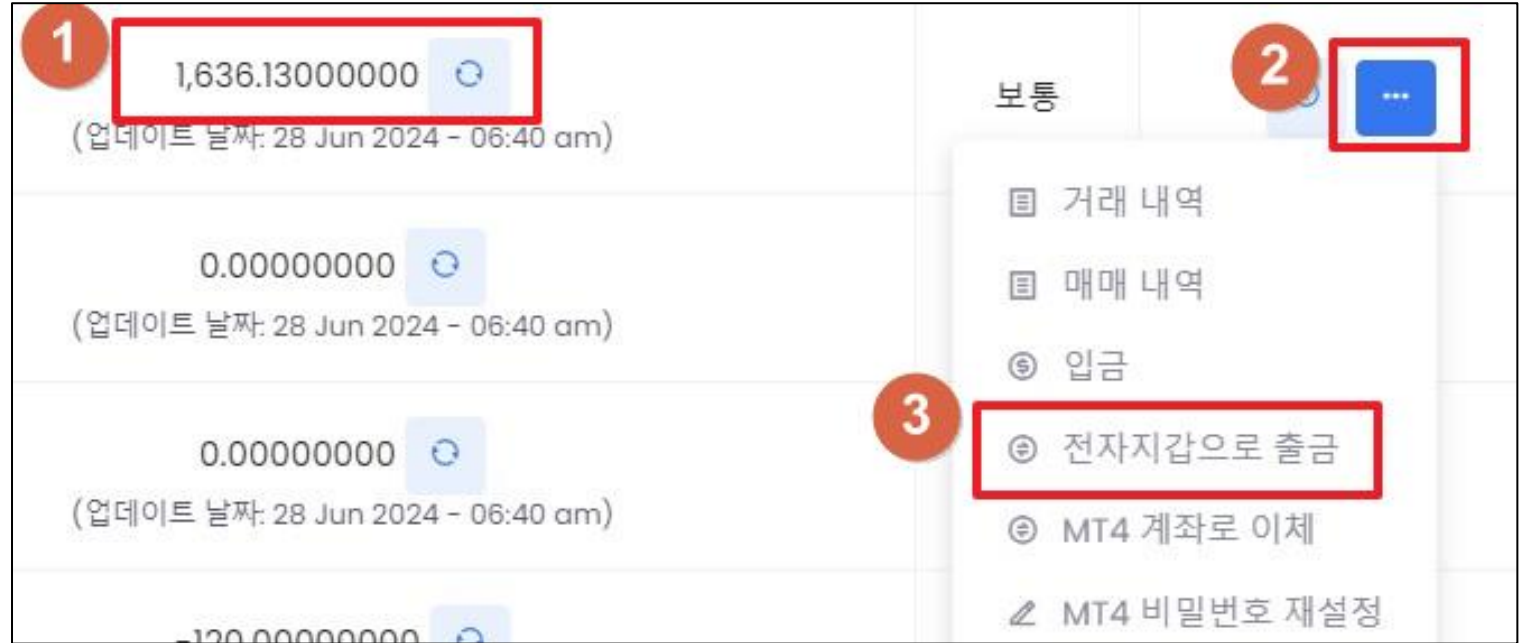 1
1,636.13000000
2
보통
...
(업데이트 날짜: 28 Jun 2024 - 06:40 am)
거래 내역
매매 내역
0.00000000
(업데이트 날짜: 28 Jun 2024 - 06:40 am)
입금
3
전자지갑으로 출금
0.00000000
(업데이트 날짜: 28 Jun 2024 - 06:40 am)
MT4 계좌로 이체
MT4 비밀번호 재설정
-120.00000000